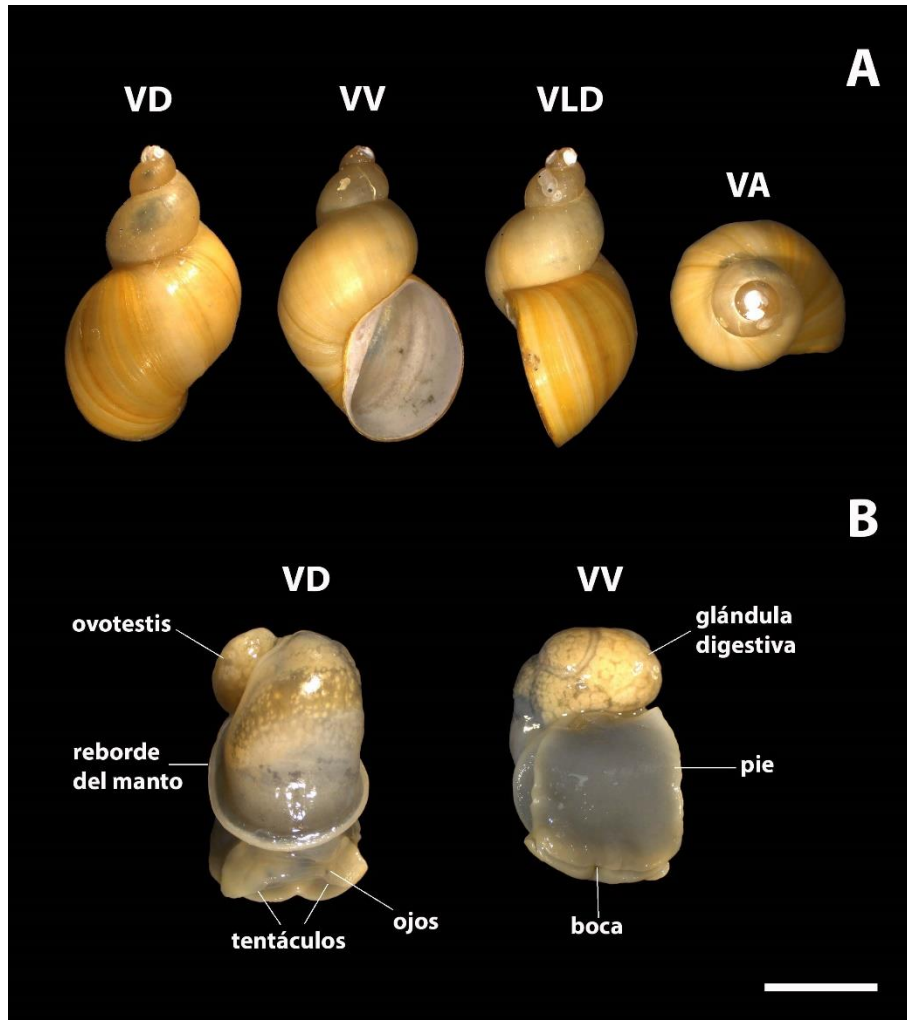 A
VD
VV
VLD
VA
B
VD
VV
ovotestis
glándula
digestiva
reborde
del manto
pie
ojos
tentáculos
boca